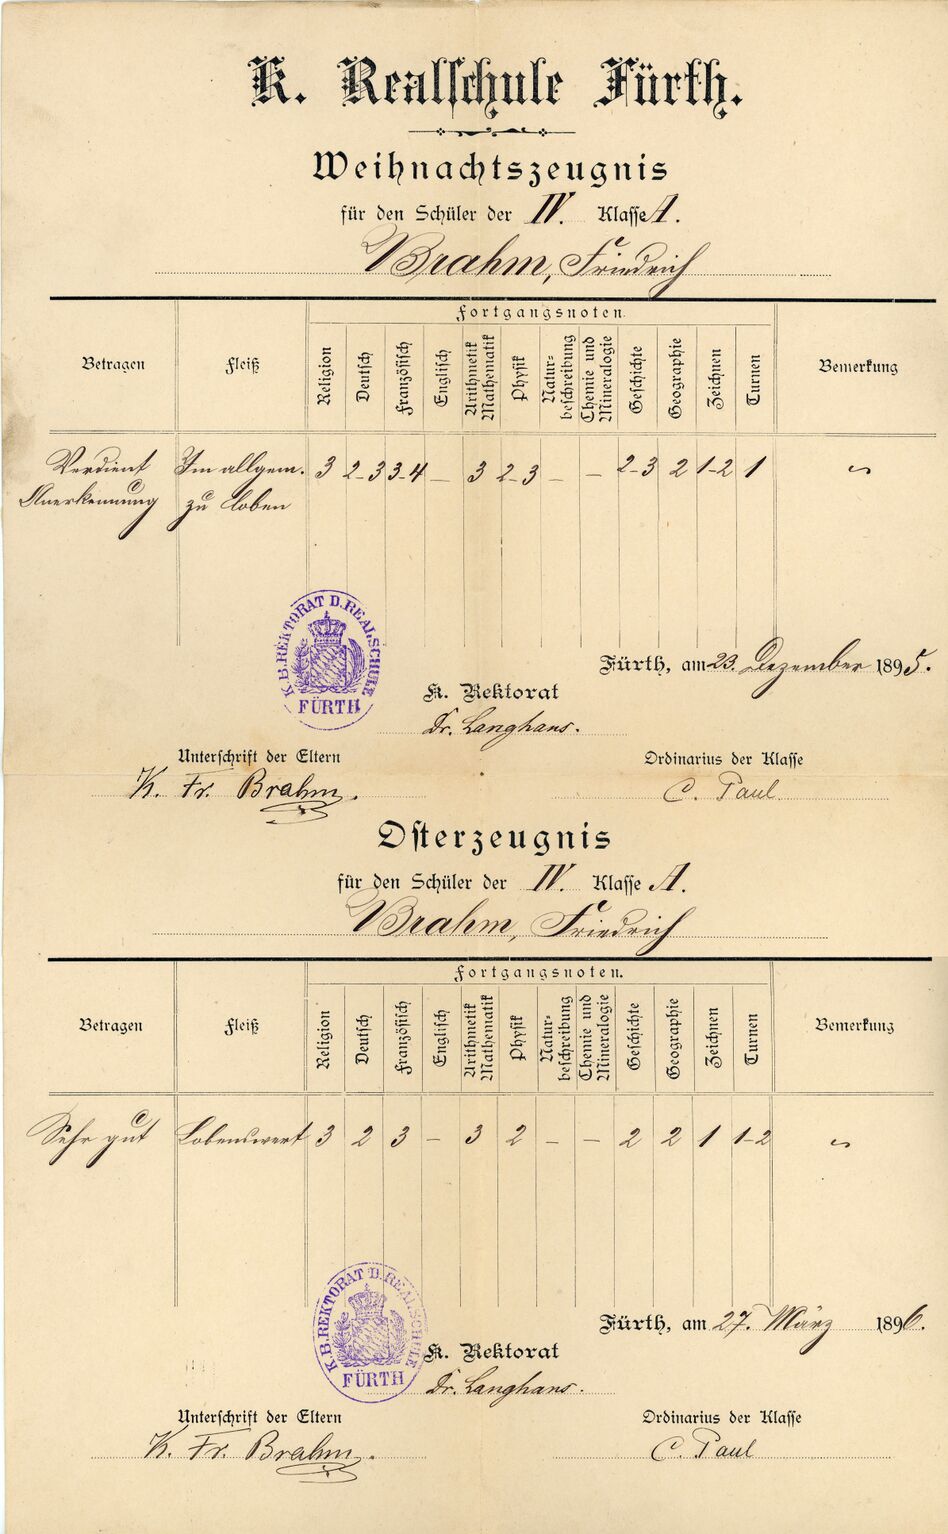 K. Realschule Fürth.
Weihnachtszeugnis
für den Schüler der IV. Klasse A.
Brahm, Friedrich
Fortgangsnoten.
Betragen Fleiß Religion Deutsch Französisch Englisch Arithmetik Mathematik Physik Natur-beschreibung Chemie und Mineralogie Geschichte Geographie Zeichnen Turnen Bemerkung
Verdient Im allgem. 3 2-3 3-4 – 3 2-3 – – 2-3 2 1-2 1 ~
Anerkennung zu loben
K.B. REKTORAT D. REALSCHULE
FÜRTH
Fürth, am 23. Dezember 1895.
K. Rektorat
Dr. Langhans.
Unterschrift der Eltern Ordinarius der Klasse
K. Fr. Brahm. C. Paul
Osterzeugnis
für den Schüler der IV. Klasse A.
Brahm, Friedrich
Fortgangsnoten.
Betragen Fleiß Religion Deutsch Französisch Englisch Arithmetik Mathematik Physik Natur-beschreibung Chemie und Mineralogie Geschichte Geographie Zeichnen Turnen Bemerkung
Sehr gut Lobenswert 3 2 3 – 3 2 – – 2 2 1 1-2 ~
K.B. REKTORAT D. REALSCHULE
FÜRTH
Fürth, am 27. März 1896.
K. Rektorat
Dr. Langhans.
Unterschrift der Eltern Ordinarius der Klasse
K. Fr. Brahm. C. Paul